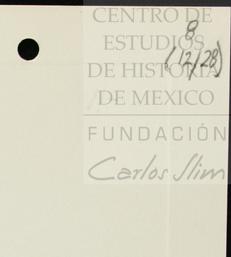 CENTRO DE
8
ESTUDIOS
(12/28)
DE HISTORIA
DE MEXICO
FUNDACIÓN
Carlos Slim